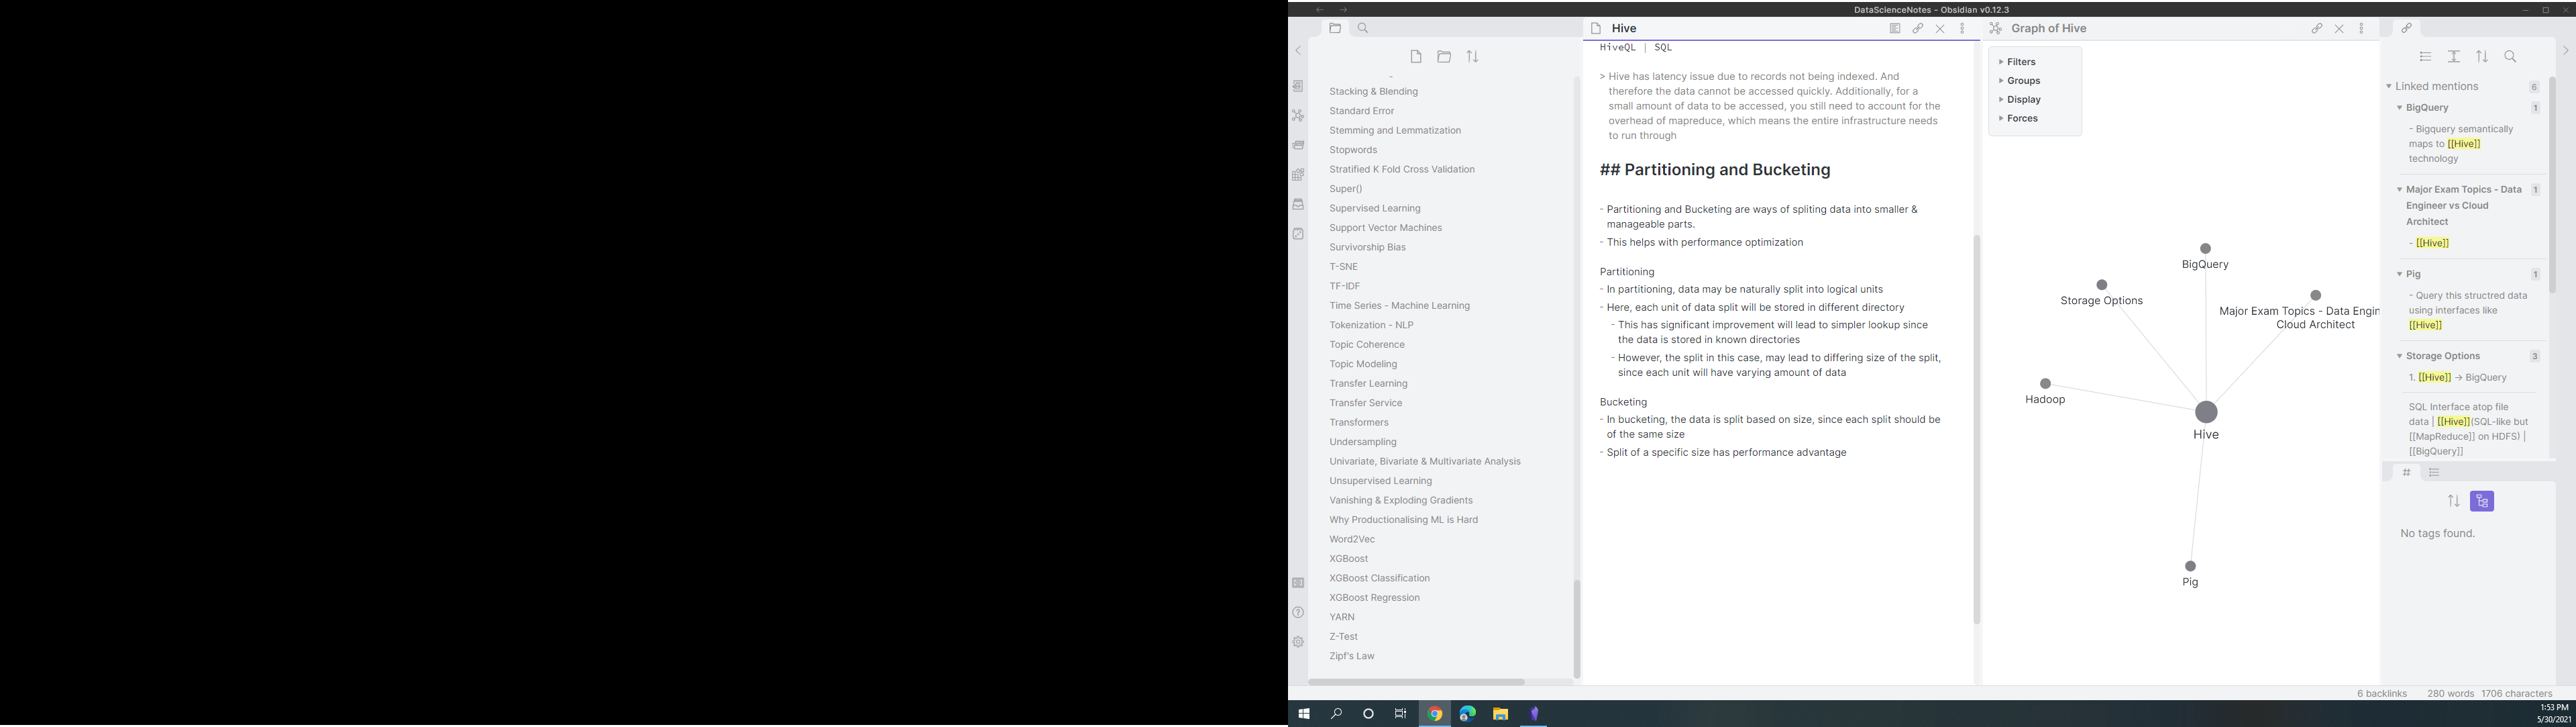 DataScienceNotes - Obsidian v0.12.3
Stacking & Blending
Standard Error
Stemming and Lemmatization
Stopwords
Stratified K Fold Cross Validation
Super()
Supervised Learning
Support Vector Machines
Survivorship Bias
T-SNE
TF-IDF
Time Series - Machine Learning
Tokenization - NLP
Topic Coherence
Topic Modeling
Transfer Learning
Transfer Service
Transformers
Undersampling
Univariate, Bivariate & Multivariate Analysis
Unsupervised Learning
Vanishing & Exploding Gradients
Why Productionalising ML is Hard
Word2Vec
XGBoost
XGBoost Classification
XGBoost Regression
YARN
Z-Test
Zipf's Law
Hive
HiveQL | SQL
> Hive has latency issue due to records not being indexed. And
therefore the data cannot be accessed quickly. Additionally, for a
small amount of data to be accessed, you still need to account for the
overhead of mapreduce, which means the entire infrastructure needs
to run through
## Partitioning and Bucketing
- Partitioning and Bucketing are ways of spliting data into smaller &
manageable parts.
- This helps with performance optimization
Partitioning
- In partitioning, data may be naturally split into logical units
- Here, each unit of data split will be stored in different directory
- This has significant improvement will lead to simpler lookup since
the data is stored in known directories
- However, the split in this case, may lead to differing size of the split,
since each unit will have varying amount of data
Bucketing
- In bucketing, the data is split based on size, since each split should be
of the same size
- Split of a specific size has performance advantage
Graph of Hive
Filters
Groups
Display
Forces
BigQuery
Storage Options
Major Exam Topics - Data Engin
Cloud Architect
Hadoop
Hive
Pig
Linked mentions 6
BigQuery 1
- Bigquery semantically
maps to [[Hive]]
technology
Major Exam Topics - Data 1
Engineer vs Cloud
Architect
- [[Hive]]
Pig 1
- Query this structred data
using interfaces like
[[Hive]]
Storage Options 3
1. [[Hive]] → BigQuery
SQL Interface atop file
data | [[Hive]](SQL-like but
[[MapReduce]] on HDFS) |
[[BigQuery]]
#
No tags found.
6 backlinks 280 words 1706 characters
1:53 PM
5/30/2021